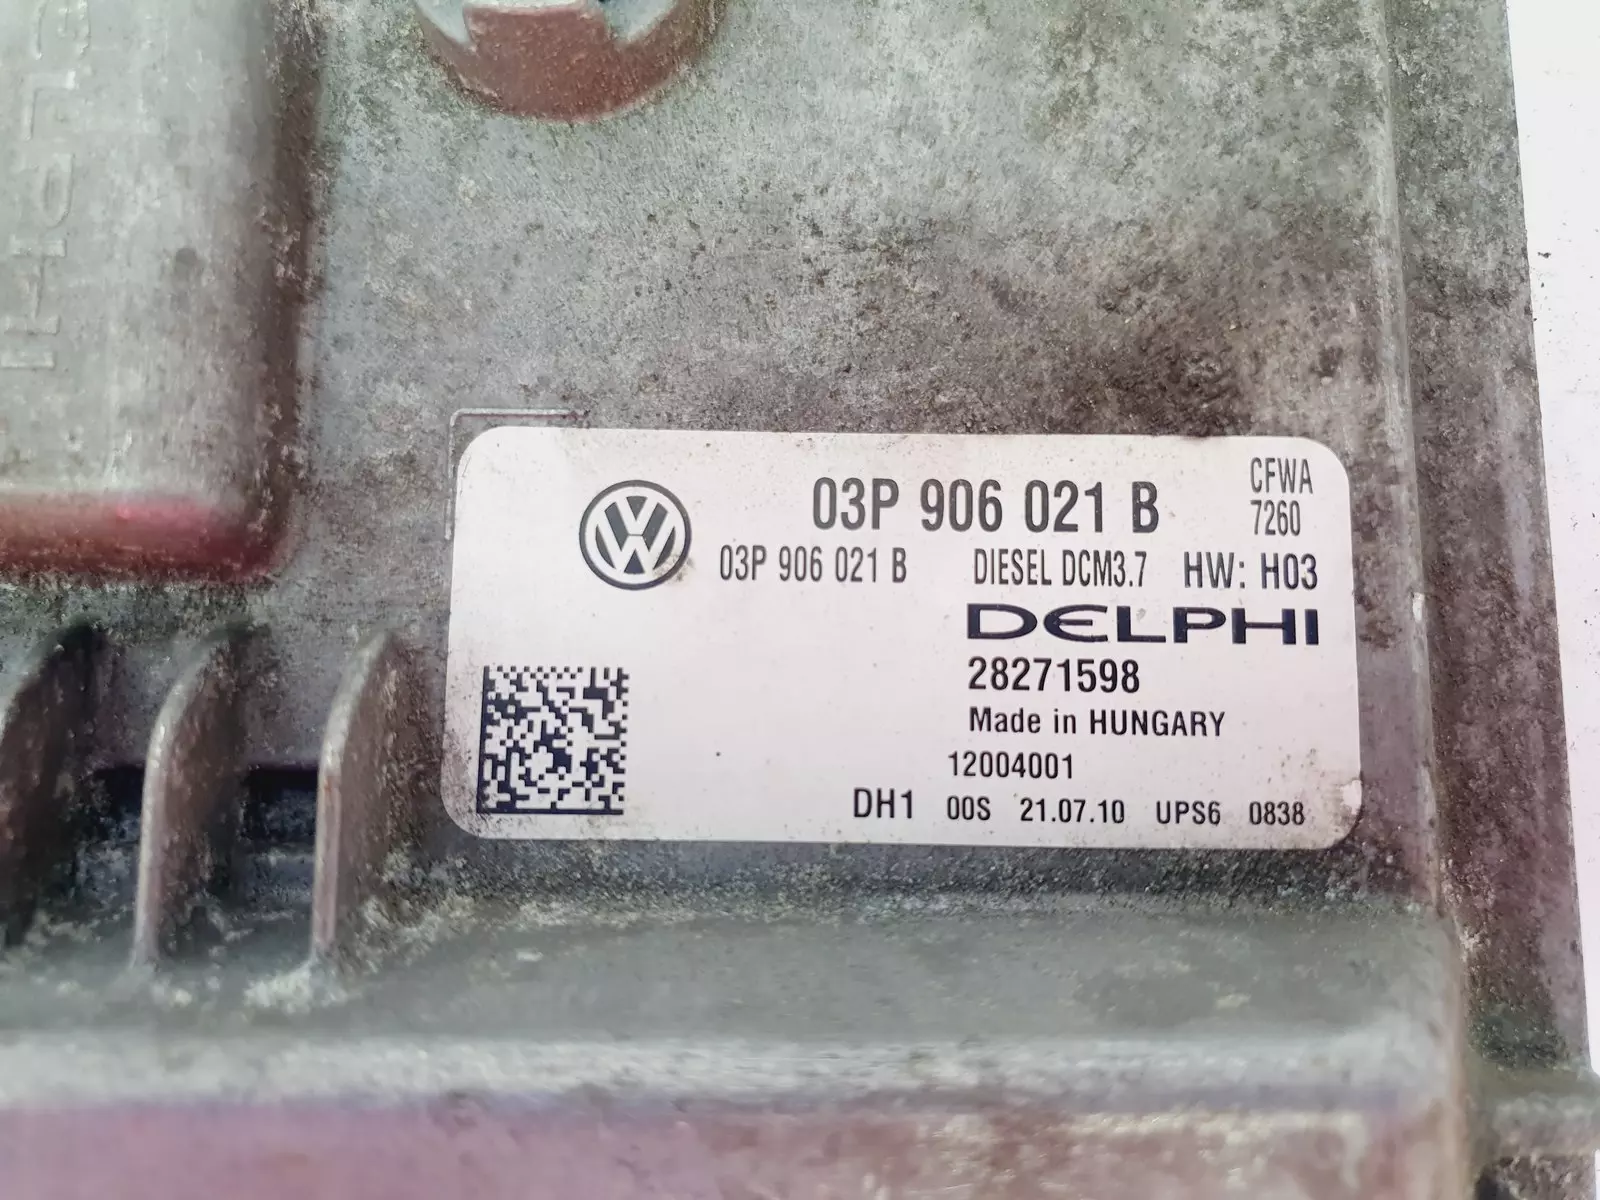 DELPHI
03P 906 021 B
CFWA
7260
03P 906 021 B DIESEL DCM3.7 HW: H03
DELPHI
28271598
Made in HUNGARY
12004001
DH1 00S 21.07.10 UPS6 0838